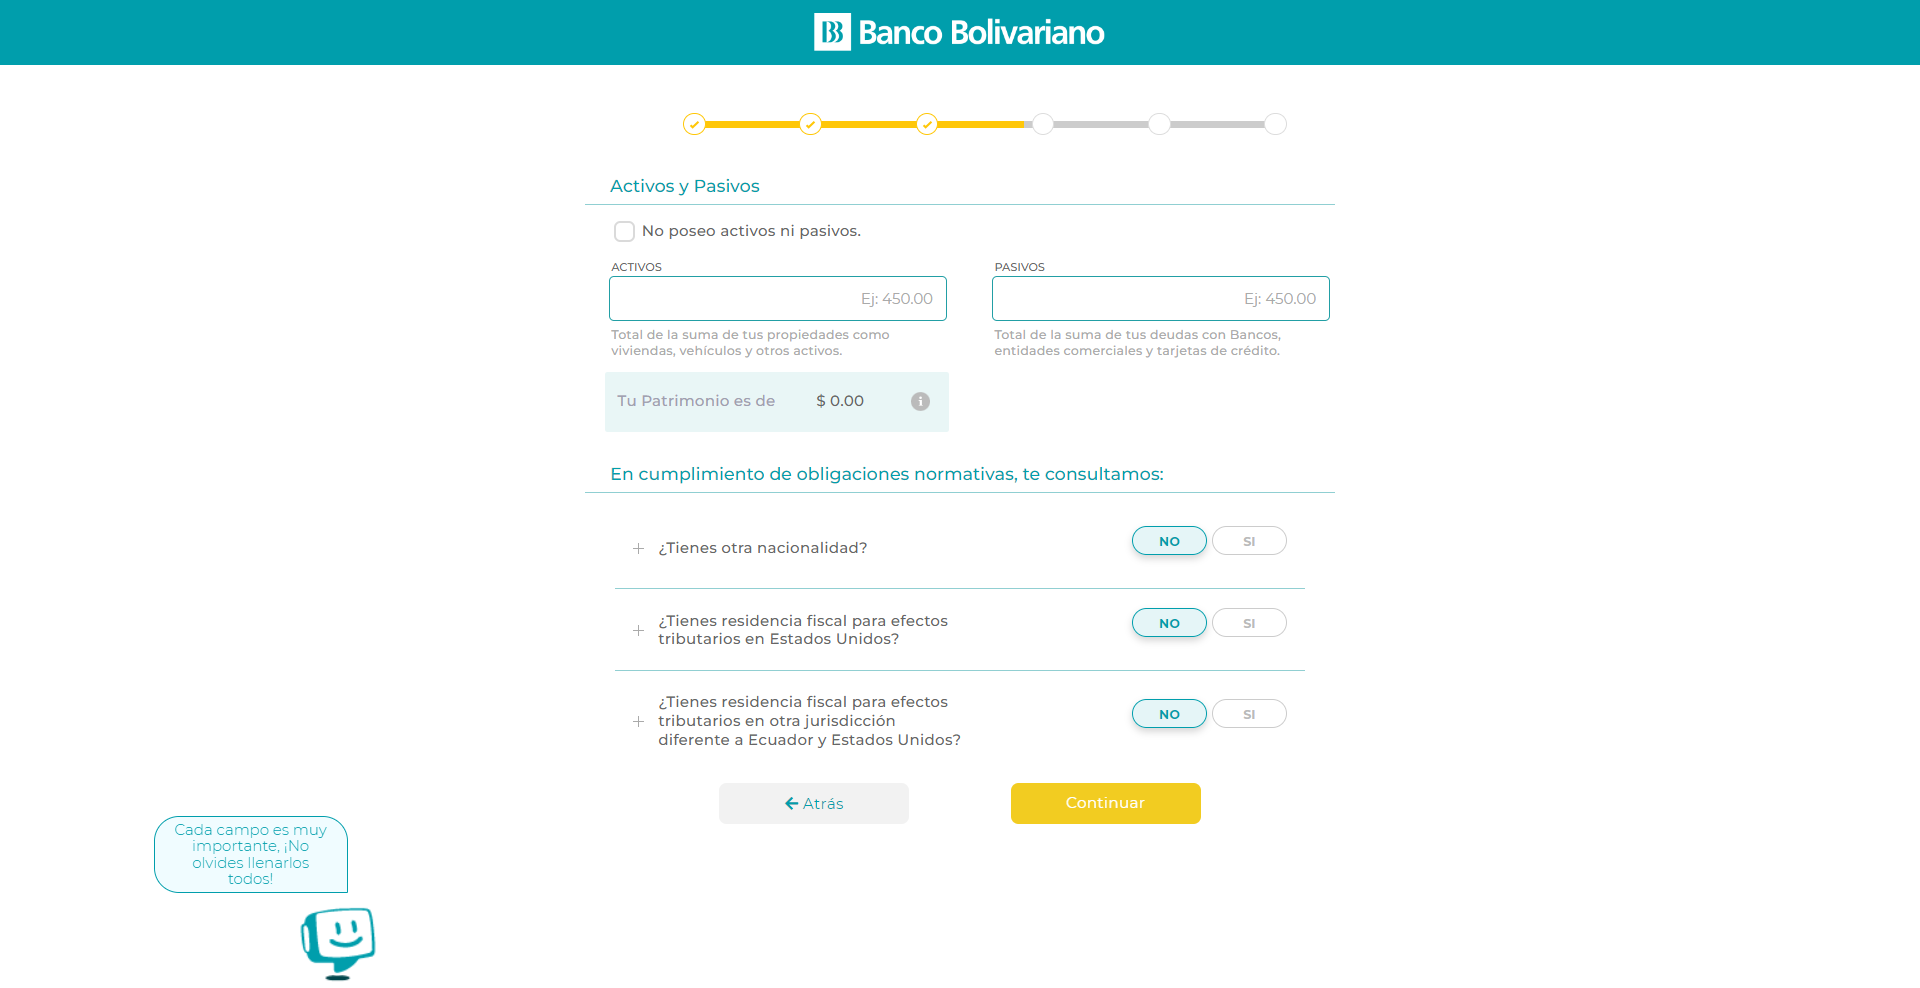 Banco Bolivariano
Activos y Pasivos
No poseo activos ni pasivos.
ACTIVOS
Ej: 450.00
Total de la suma de tus propiedades como
viviendas, vehículos y otros activos.
PASIVOS
Ej: 450.00
Total de la suma de tus deudas con Bancos,
entidades comerciales y tarjetas de crédito.
Tu Patrimonio es de $ 0.00
En cumplimiento de obligaciones normativas, te consultamos:
¿Tienes otra nacionalidad?
NO SI
¿Tienes residencia fiscal para efectos
tributarios en Estados Unidos?
NO SI
¿Tienes residencia fiscal para efectos
tributarios en otra jurisdicción
diferente a Ecuador y Estados Unidos?
NO SI
Atrás
Continuar
Cada campo es muy
importante, ¡No
olvides llenarlos
todos!